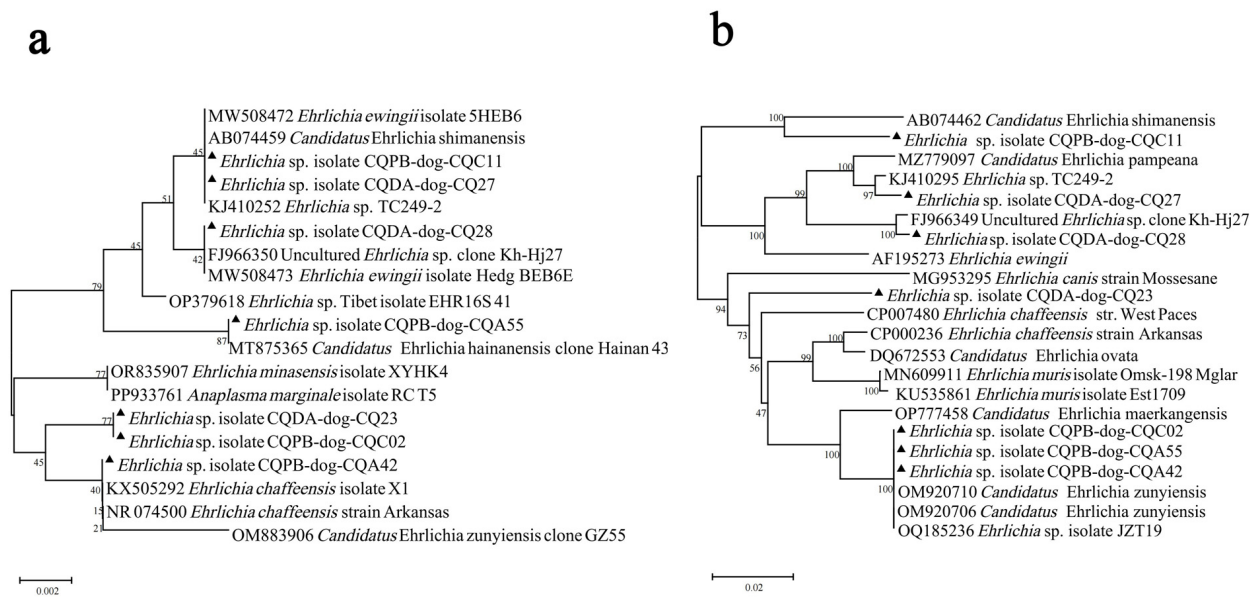 a
MW508472 Ehrlichia ewingii isolate 5HEB6
AB074459 Candidatus Ehrlichia shimanensis
45
▲ Ehrlichia sp. isolate CQPB-dog-CQC11
▲ Ehrlichia sp. isolate CQDA-dog-CQ27
51
KJ410252 Ehrlichia sp. TC249-2
▲ Ehrlichia sp. isolate CQDA-dog-CQ28
45
FJ966350 Uncultured Ehrlichia sp. clone Kh-Hj27
42
MW508473 Ehrlichia ewingii isolate Hedg BEB6E
79
OP379618 Ehrlichia sp. Tibet isolate EHR16S 41
▲ Ehrlichia sp. isolate CQPB-dog-CQA55
87
MT875365 Candidatus Ehrlichia hainanensis clone Hainan 43
77
OR835907 Ehrlichia minasensis isolate XYHK4
PP933761 Anaplasma marginale isolate RC T5
77
▲ Ehrlichia sp. isolate CQDA-dog-CQ23
▲ Ehrlichia sp. isolate CQPB-dog-CQC02
45
▲ Ehrlichia sp. isolate CQPB-dog-CQA42
40
KX505292 Ehrlichia chaffeensis isolate X1
15
NR 074500 Ehrlichia chaffeensis strain Arkansas
21
OM883906 Candidatus Ehrlichia zunyiensis clone GZ55
0.002
b
100
AB074462 Candidatus Ehrlichia shimanensis
▲ Ehrlichia sp. isolate CQPB-dog-CQC11
100
MZ779097 Candidatus Ehrlichia pampeana
KJ410295 Ehrlichia sp. TC249-2
99
97
▲ Ehrlichia sp. isolate CQDA-dog-CQ27
FJ966349 Uncultured Ehrlichia sp. clone Kh-Hj27
100
100
▲ Ehrlichia sp. isolate CQDA-dog-CQ28
AF195273 Ehrlichia ewingii
MG953295 Ehrlichia canis strain Mossesane
94
▲ Ehrlichia sp. isolate CQDA-dog-CQ23
73
CP007480 Ehrlichia chaffensis str. West Paces
100
CP000236 Ehrlichia chaffensis strain Arkansas
56
99
DQ672553 Candidatus Ehrlichia ovata
MN609911 Ehrlichia muris isolate Omsk-198 Mglar
100
KU535861 Ehrlichia muris isolate Est1709
47
OP777458 Candidatus Ehrlichia maerkangensis
▲ Ehrlichia sp. isolate CQPB-dog-CQC02
100
▲ Ehrlichia sp. isolate CQPB-dog-CQA55
▲ Ehrlichia sp. isolate CQPB-dog-CQA42
100
OM920710 Candidatus Ehrlichia zunyiensis
OM920706 Candidatus Ehrlichia zunyiensis
OQ185236 Ehrlichia sp. isolate JZT19
0.02